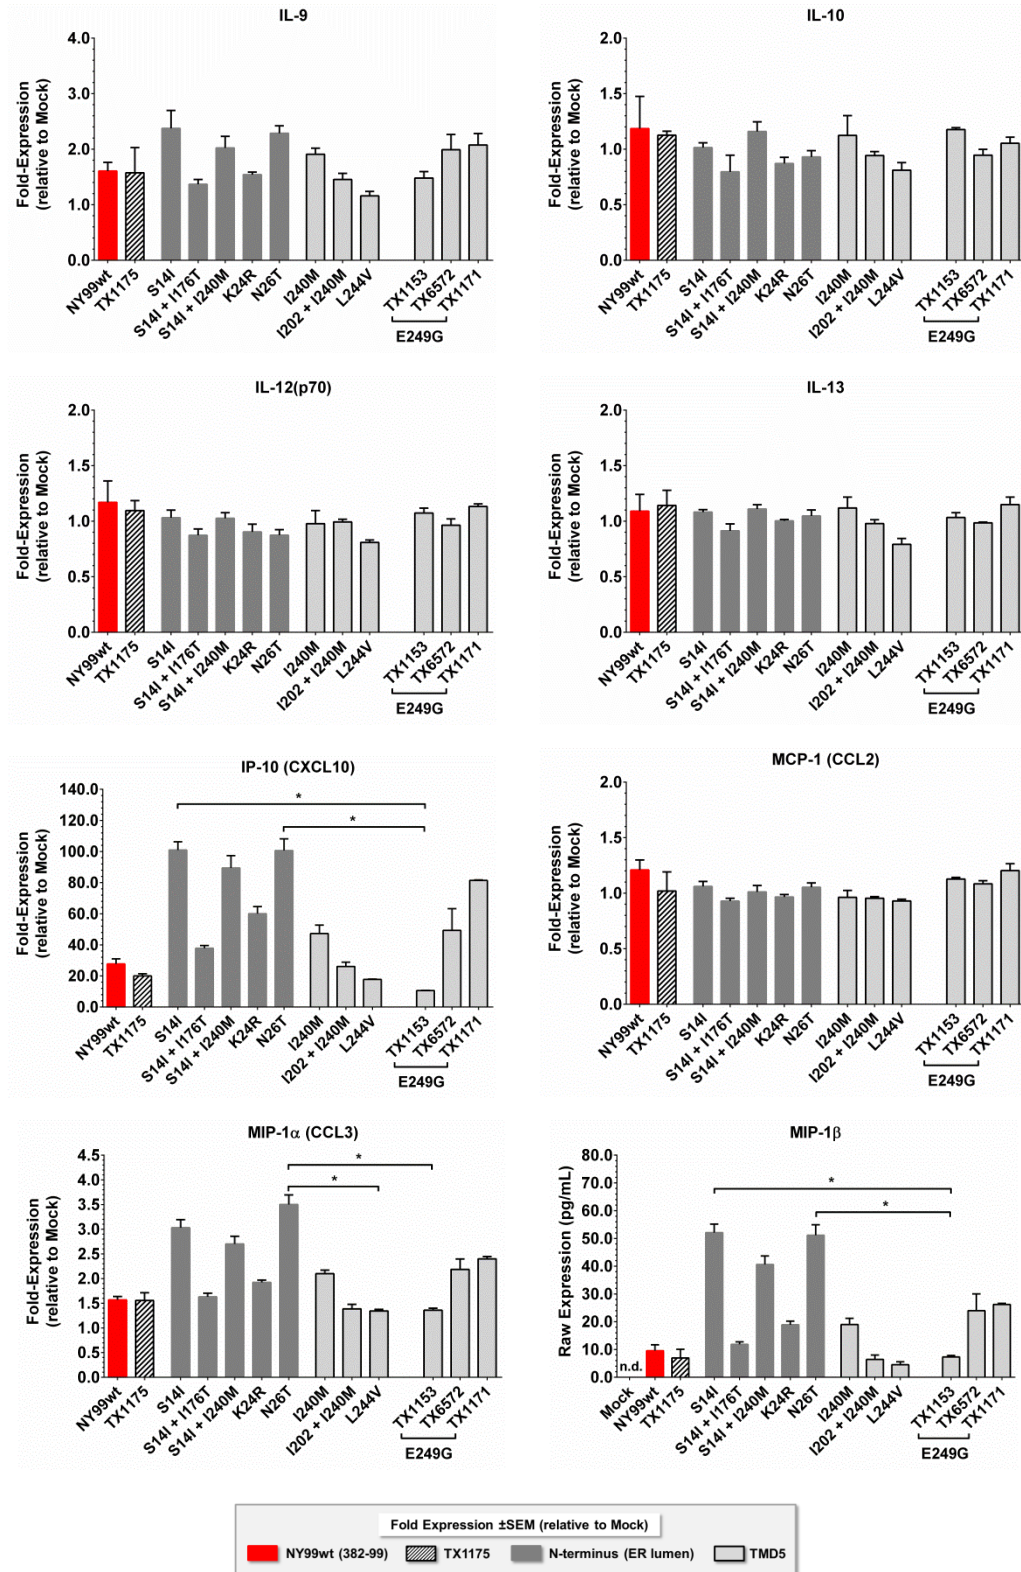 IL-9
Fold-Expression
(relative to Mock)
4.0
3.0
2.0
1.0
0.0
NY99wt
TX1175
S14I
S14I + I176T
S14I + I240M
K24R
N26T
I240M
I202 + I240M
L244V
TX1153
TX6572
TX1171
E249G
IL-10
Fold-Expression
(relative to Mock)
2.0
1.5
1.0
0.5
0.0
NY99wt
TX1175
S14I
S14I + I176T
S14I + I240M
K24R
N26T
I240M
I202 + I240M
L244V
TX1153
TX6572
TX1171
E249G
IL-12(p70)
Fold-Expression
(relative to Mock)
2.0
1.5
1.0
0.5
0.0
NY99wt
TX1175
S14I
S14I + I176T
S14I + I240M
K24R
N26T
I240M
I202 + I240M
L244V
TX1153
TX6572
TX1171
E249G
IL-13
Fold-Expression
(relative to Mock)
2.0
1.5
1.0
0.5
0.0
NY99wt
TX1175
S14I
S14I + I176T
S14I + I240M
K24R
N26T
I240M
I202 + I240M
L244V
TX1153
TX6572
TX1171
E249G
IP-10 (CXCL10)
Fold-Expression
(relative to Mock)
140.0
120.0
100.0
80.0
60.0
40.0
20.0
0.0
*
*
NY99wt
TX1175
S14I
S14I + I176T
S14I + I240M
K24R
N26T
I240M
I202 + I240M
L244V
TX1153
TX6572
TX1171
E249G
MCP-1 (CCL2)
Fold-Expression
(relative to Mock)
2.0
1.5
1.0
0.5
0.0
NY99wt
TX1175
S14I
S14I + I176T
S14I + I240M
K24R
N26T
I240M
I202 + I240M
L244V
TX1153
TX6572
TX1171
E249G
MIP-1α (CCL3)
Fold-Expression
(relative to Mock)
4.5
4.0
3.5
3.0
2.5
2.0
1.5
1.0
0.5
0.0
*
*
NY99wt
TX1175
S14I
S14I + I176T
S14I + I240M
K24R
N26T
I240M
I202 + I240M
L244V
TX1153
TX6572
TX1171
E249G
MIP-1β
Raw Expression (pg/mL)
80.0
70.0
60.0
50.0
40.0
30.0
20.0
10.0
0.0
*
*
n.d.
Mock
NY99wt
TX1175
S14I
S14I + I176T
S14I + I240M
K24R
N26T
I240M
I202 + I240M
L244V
TX1153
TX6572
TX1171
E249G
Fold Expression ±SEM (relative to Mock)
NY99wt (382-99) TX1175 N-terminus (ER lumen) TMD5